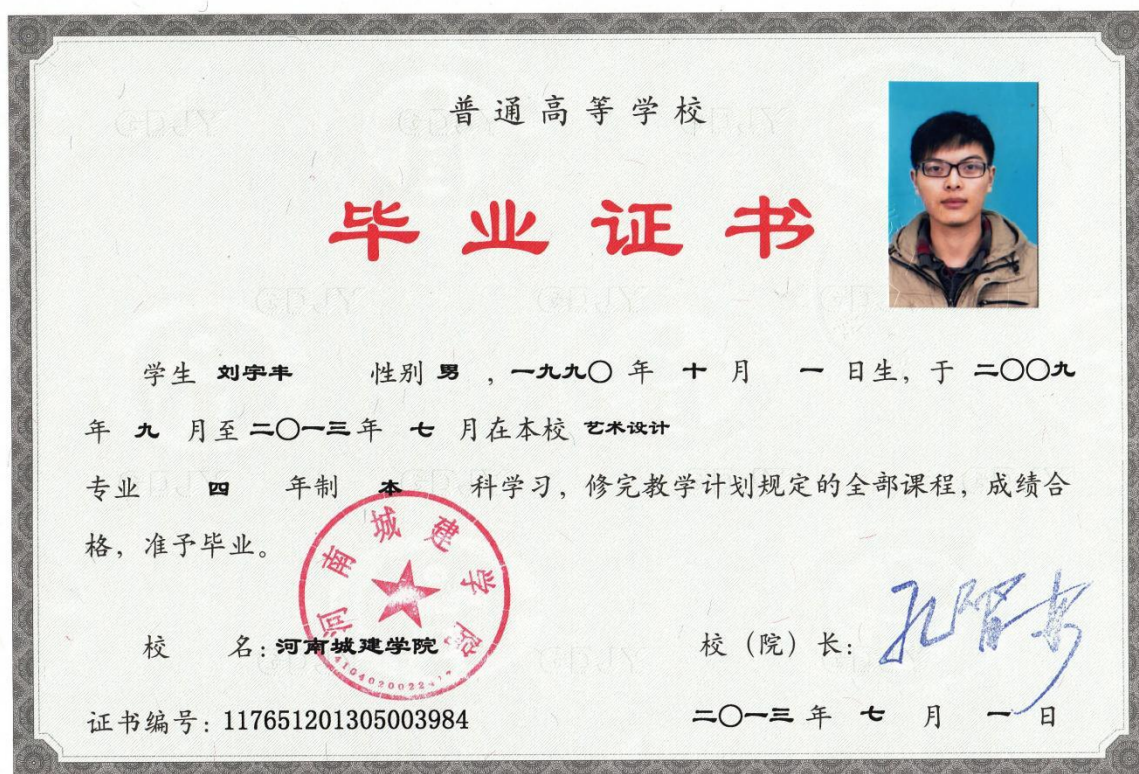 普通高等学校
毕业证书
学生 刘宇丰 性别 男 ，一九九〇 年 十 月 一 日生，于 二〇〇九
年 九 月至 二〇一三 年 七 月在本校 艺术设计
专业 四 年制 本 科学习，修完教学计划规定的全部课程，成绩合
格，准予毕业。
河南城建学院
校 名：河南城建学院 校（院）长：
证书编号：117651201305003984 二〇一三 年 七 月 一 日